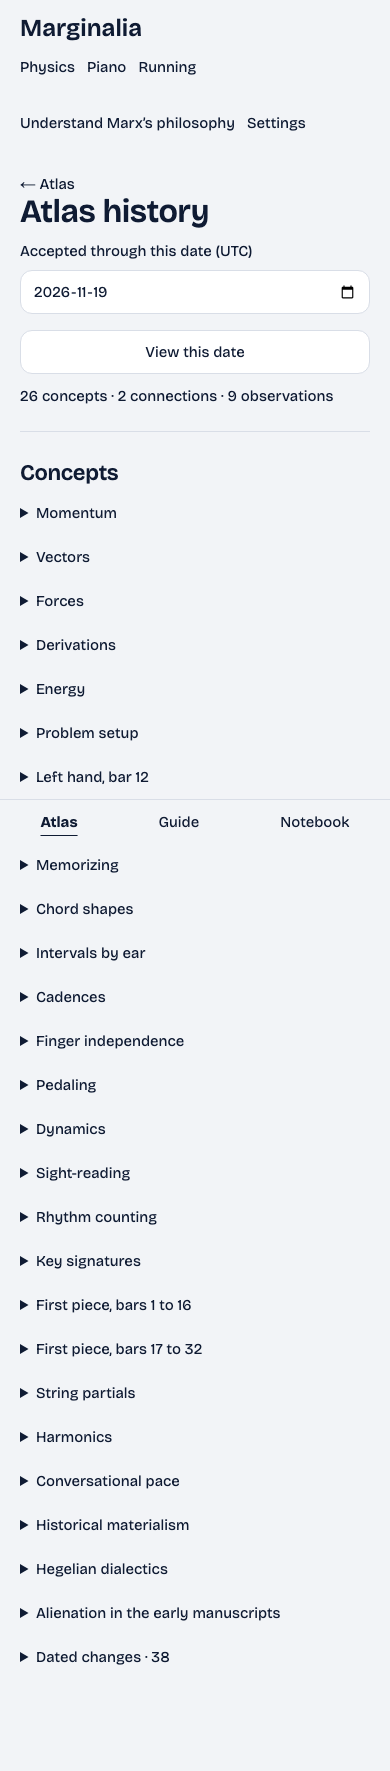 Marginalia
Physics Piano Running
Understand Marx's philosophy Settings
← Atlas
Atlas history
Accepted through this date (UTC)
2026-11-19
View this date
26 concepts · 2 connections · 9 observations
Concepts
Momentum
Vectors
Forces
Derivations
Energy
Problem setup
Left hand, bar 12
Atlas Guide Notebook
Memorizing
Chord shapes
Intervals by ear
Cadences
Finger independence
Pedaling
Dynamics
Sight-reading
Rhythm counting
Key signatures
First piece, bars 1 to 16
First piece, bars 17 to 32
String partials
Harmonics
Conversational pace
Historical materialism
Hegelian dialectics
Alienation in the early manuscripts
Dated changes · 38